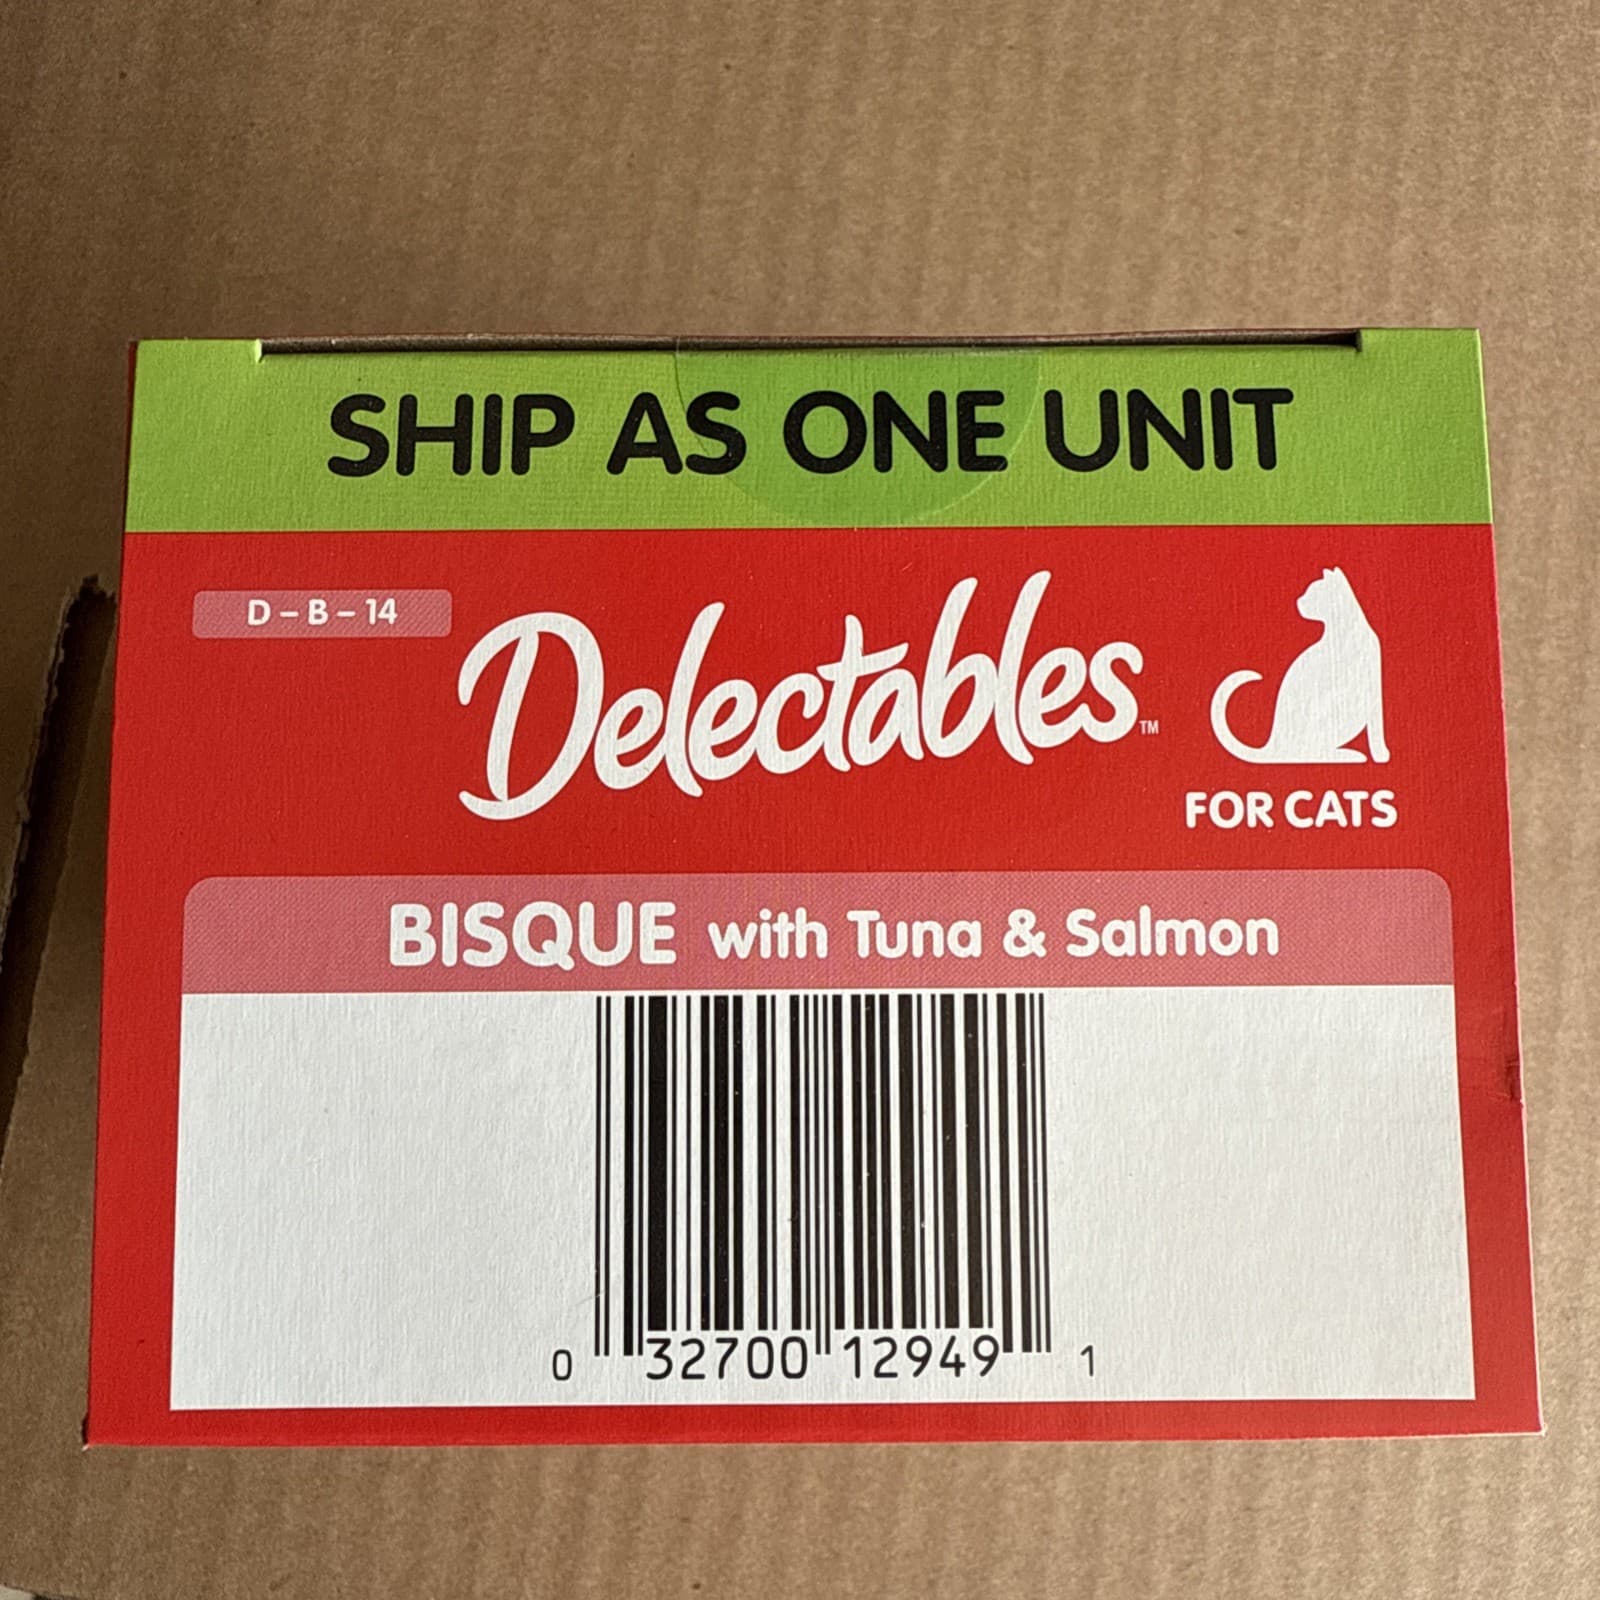 SHIP AS ONE UNIT
D – B – 14
Delectables™
FOR CATS
BISQUE with Tuna & Salmon
0 32700 12949 1